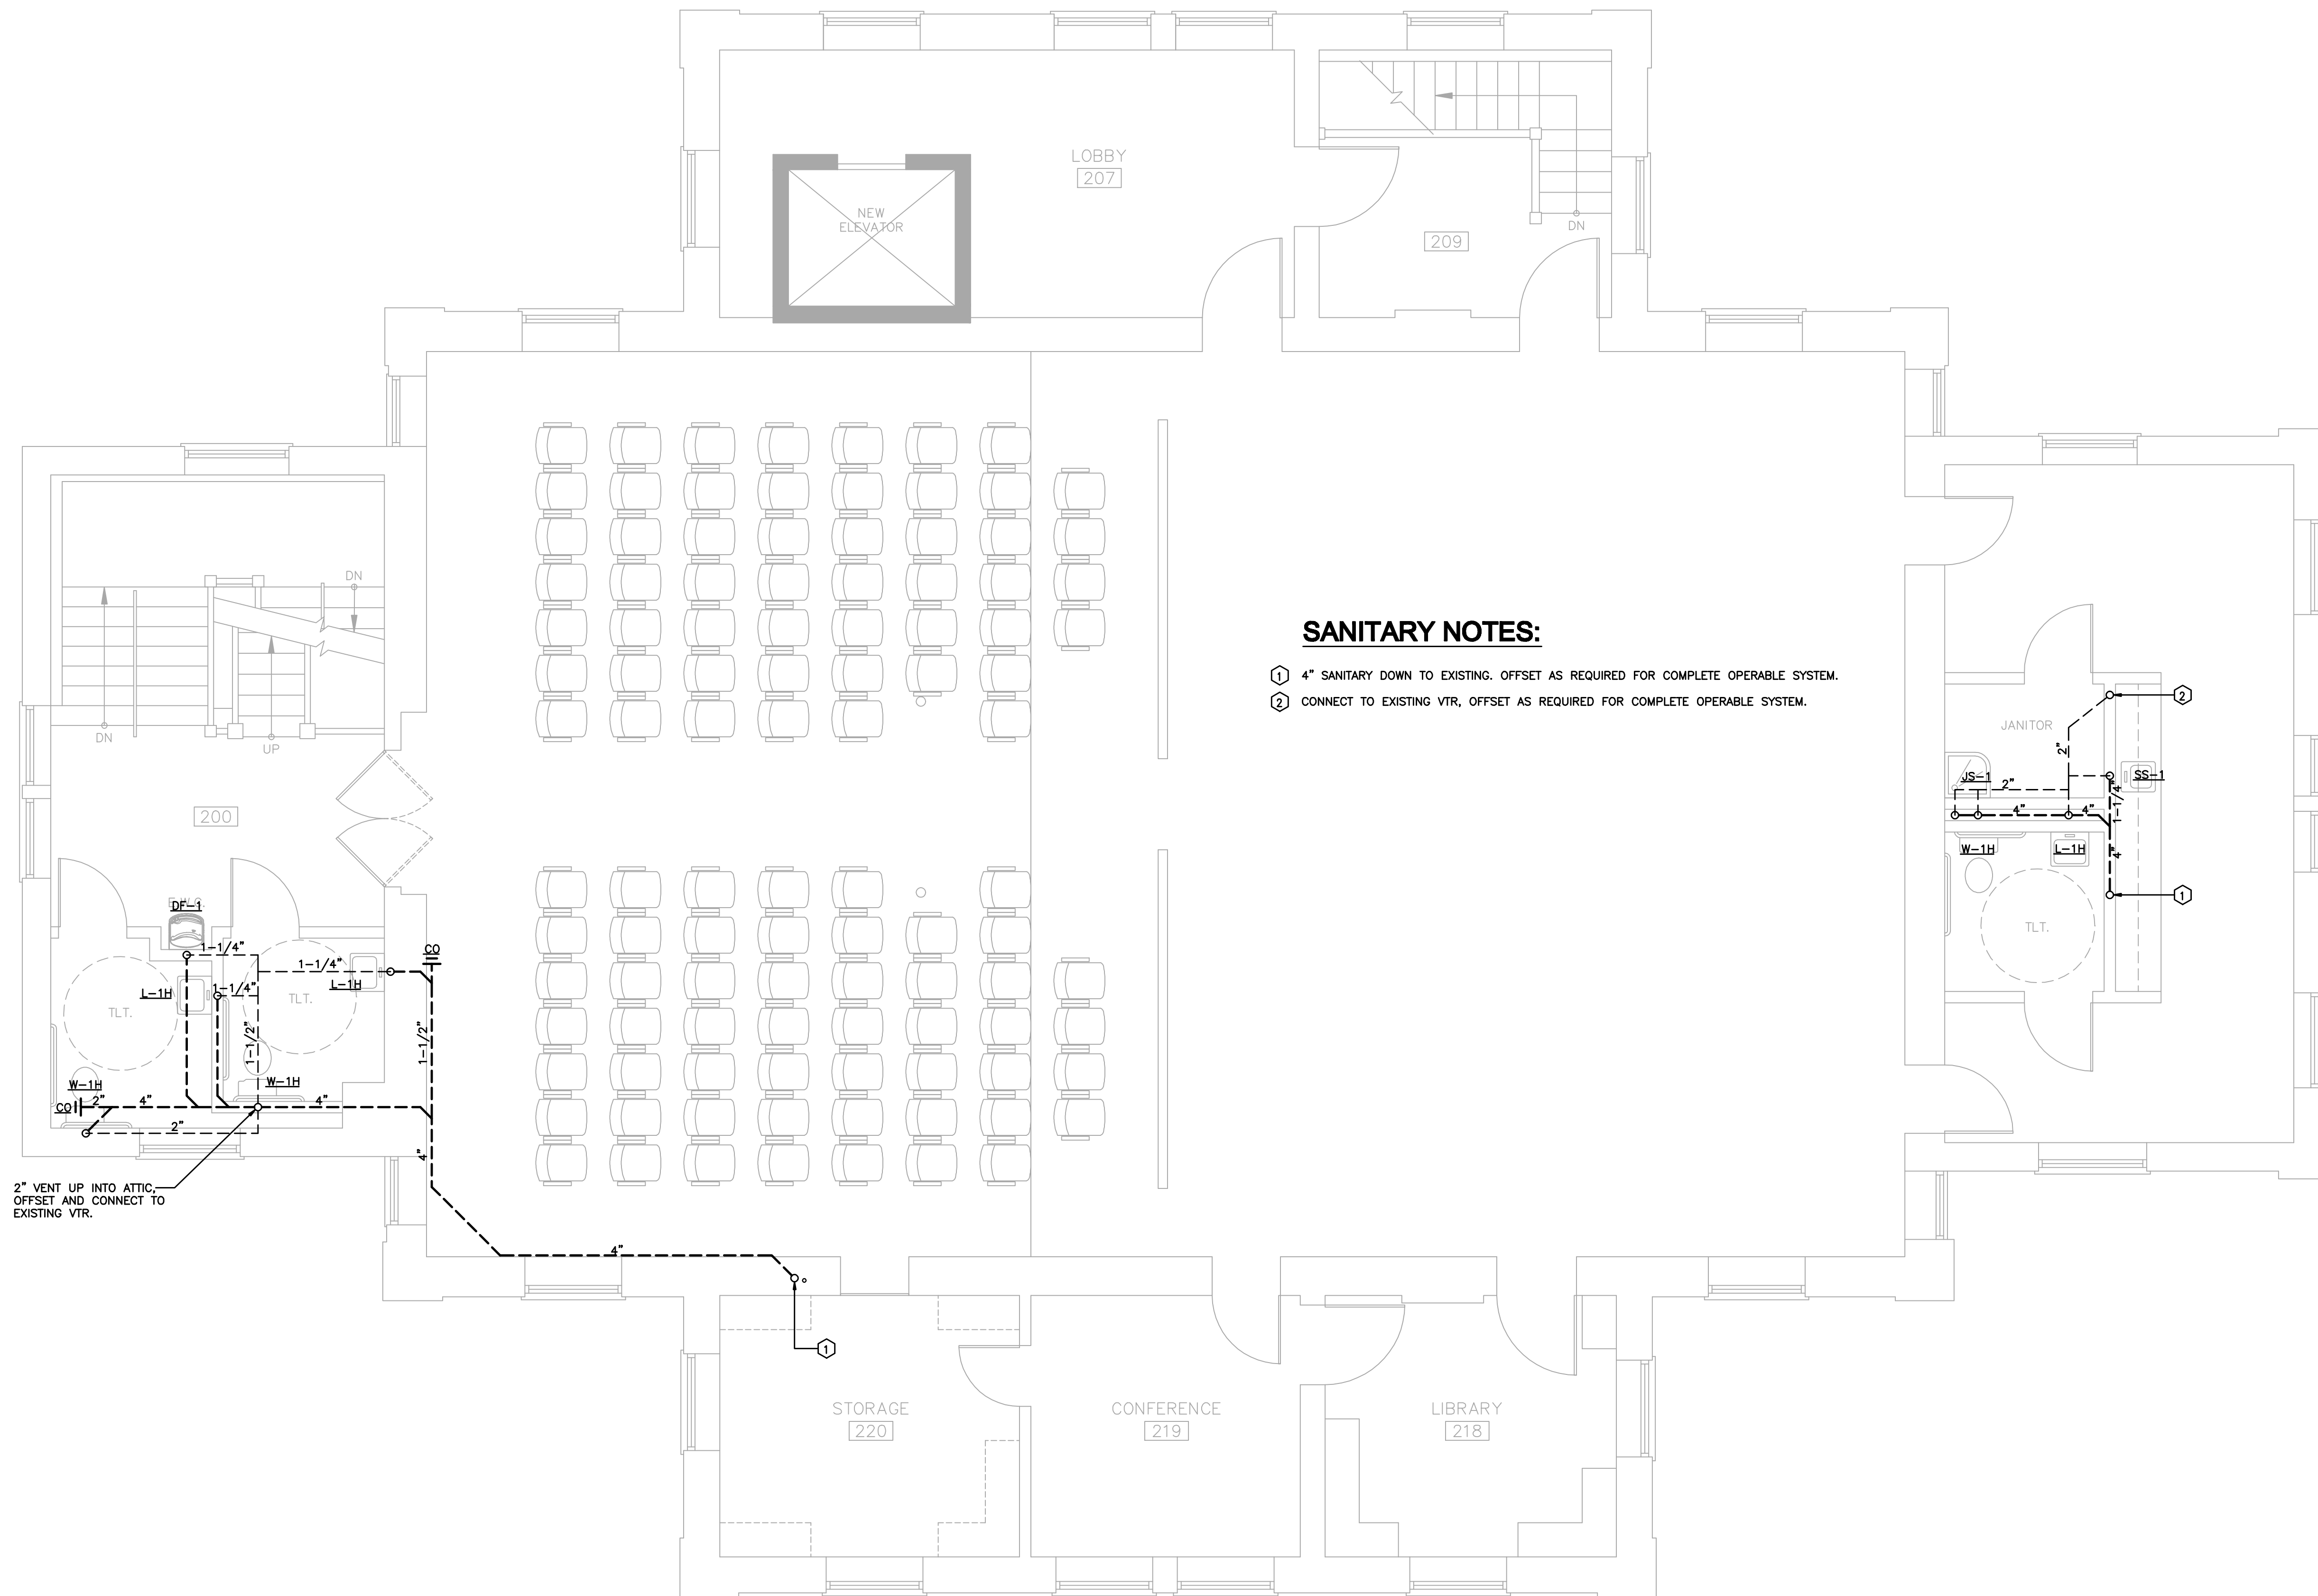 LOBBY
207
NEW
ELEVATOR
DN
209
SANITARY NOTES:
1 4" SANITARY DOWN TO EXISTING. OFFSET AS REQUIRED FOR COMPLETE OPERABLE SYSTEM.
2 CONNECT TO EXISTING VTR, OFFSET AS REQUIRED FOR COMPLETE OPERABLE SYSTEM.
DN
DN
UP
200
DF-1
1-1/4"
CO
1-1/4"
L-1H
L-1H
1-1/4"
TLT.
TLT.
1-1/2"
1-1/2"
W-1H
W-1H
CO
2"
4"
4"
2"
4"
2" VENT UP INTO ATTIC,
OFFSET AND CONNECT TO
EXISTING VTR.
4"
1
2
JANITOR
2"
JS-1
2"
SS-1
1-1/4"
4"
4"
W-1H
L-1H
4"
1
TLT.
STORAGE
220
CONFERENCE
219
LIBRARY
218